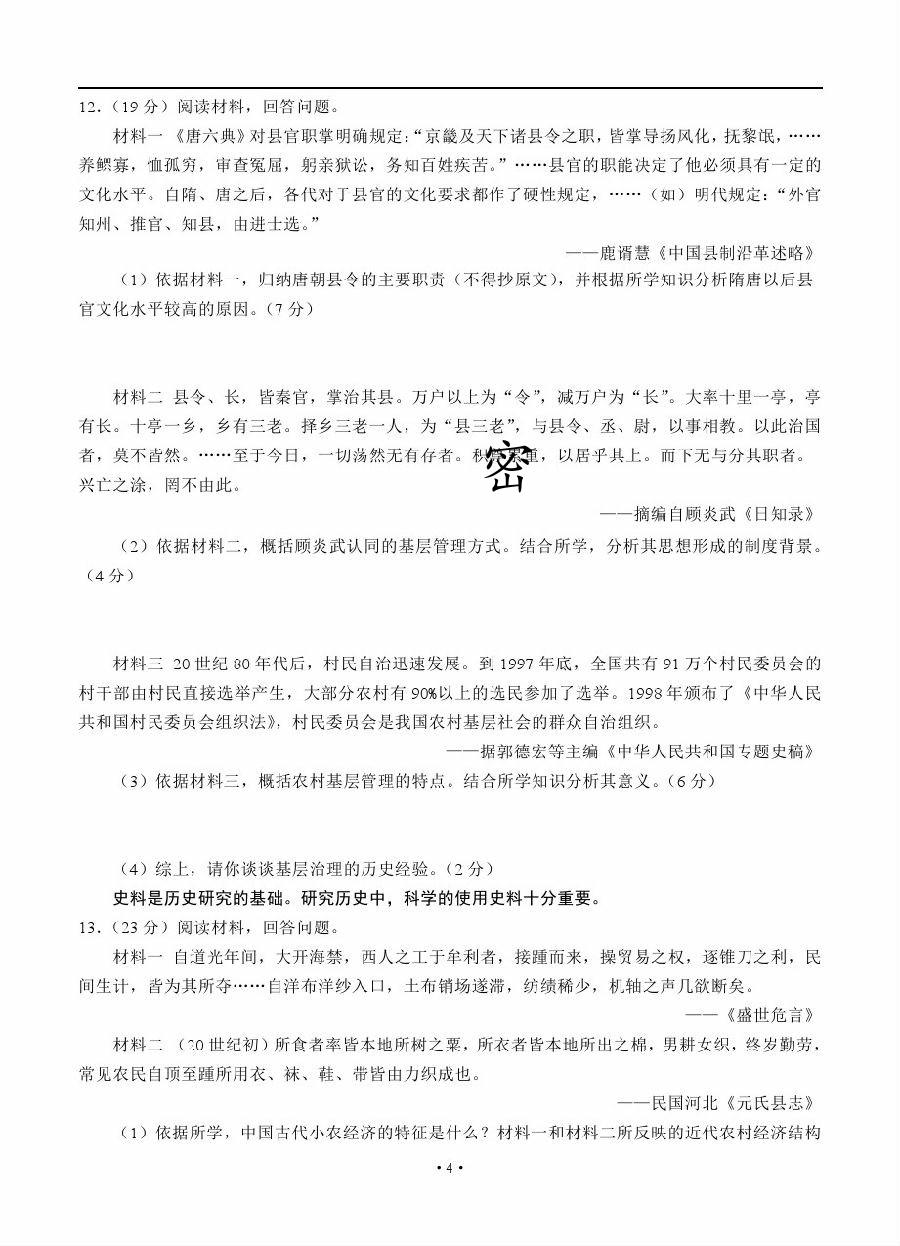 12.（19 分）阅读材料，回答问题。
材料一 《唐六典》对县官职掌明确规定：“京畿及天下诸县令之职，皆掌导扬风化，抚黎氓，……
养鳏寡，恤孤穷，审查冤屈，躬亲狱讼，务知百姓疾苦。”……县官的职能决定了他必须具有一定的
文化水平。自隋、唐之后，各代对于县官的文化要求都作了硬性规定，……（如）明代规定：“外官
知州、推官、知县，由进士选。”
——鹿谞慧《中国县制沿革述略》
（1）依据材料一，归纳唐朝县令的主要职责（不得抄原文），并根据所学知识分析隋唐以后县
官文化水平较高的原因。（7 分）
材料二 县令、长，皆秦官，掌治其县。万户以上为“令”，减万户为“长”。大率十里一亭，亭
有长。十亭一乡，乡有三老。择乡三老一人，为“县三老”，与县令、丞、尉，以事相教。以此治国
者，莫不皆然。……至于今日，一切荡然无有存者。积重，以居乎其上。而下无与分其职者。
兴亡之涂，罔不由此。
密
——摘编自顾炎武《日知录》
（2）依据材料二，概括顾炎武认同的基层管理方式。结合所学，分析其思想形成的制度背景。
（4 分）
材料三 20 世纪 80 年代后，村民自治迅速发展。到 1997 年底，全国共有 91 万个村民委员会的
村干部由村民直接选举产生，大部分农村有 90%以上的选民参加了选举。1998 年颁布了《中华人民
共和国村民委员会组织法》，村民委员会是我国农村基层社会的群众自治组织。
——据郭德宏等主编《中华人民共和国专题史稿》
（3）依据材料三，概括农村基层管理的特点。结合所学知识分析其意义。（6 分）
（4）综上，请你谈谈基层治理的历史经验。（2 分）
史料是历史研究的基础。研究历史中，科学的使用史料十分重要。
13.（23 分）阅读材料，回答问题。
材料一 自道光年间，大开海禁，西人之工于牟利者，接踵而来，操贸易之权，逐锥刀之利，民
间生计，皆为其所夺……自洋布洋纱入口，土布销场遂滞，纺绩稀少，机轴之声几欲断矣。
——《盛世危言》
材料二 （20 世纪初）所食者率皆本地所树之粟，所衣者皆本地所出之棉，男耕女织，终岁勤劳，
常见农民自顶至踵所用衣、袜、鞋、带皆由力织成也。
——民国河北《元氏县志》
（1）依据所学，中国古代小农经济的特征是什么？材料一和材料二所反映的近代农村经济结构
·4·